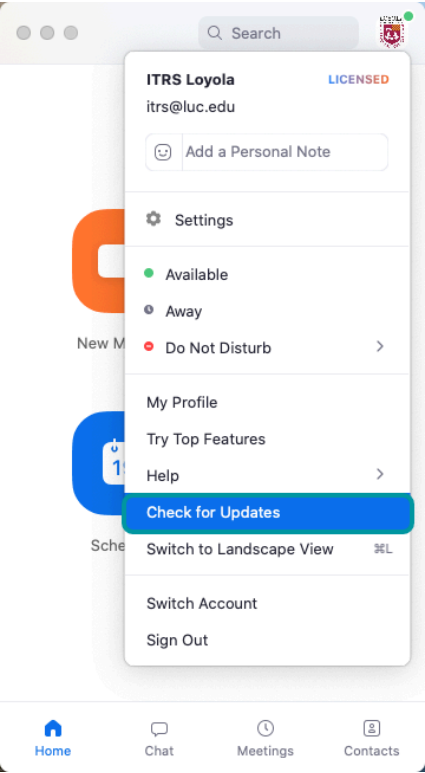 Search
LOYOLA
ITRS Loyola
LICENSED
itrs@luc.edu
Add a Personal Note
Settings
Available
Away
Do Not Disturb
New M
My Profile
Try Top Features
Help
Check for Updates
Sche
Switch to Landscape View ⌘L
Switch Account
Sign Out
Home
Chat
Meetings
Contacts